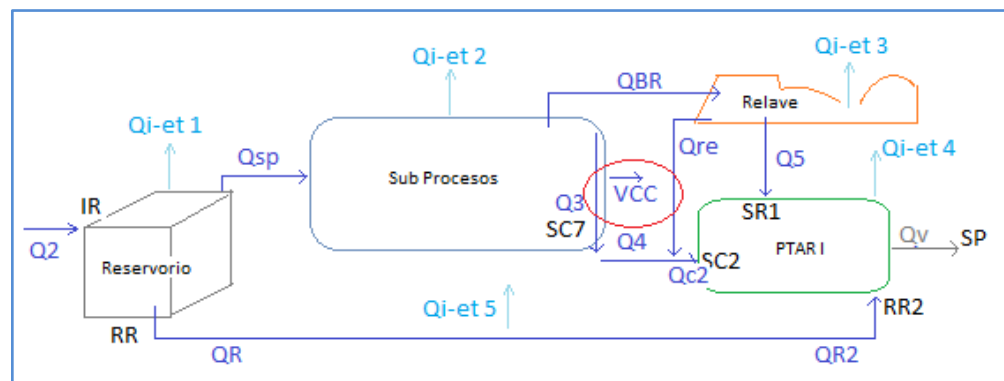 Qi-et 3
Qi-et 2
QBR
Relave
Qi-et 1
Qre
Qsp
Q5
Qi-et 4
Sub Procesos
VCC
IR
Q3
SR1
SC7
Q4
Qv
SP
Q2
Reservorio
SC2
PTAR I
Qc2
Qi-et 5
RR2
RR
QR
QR2